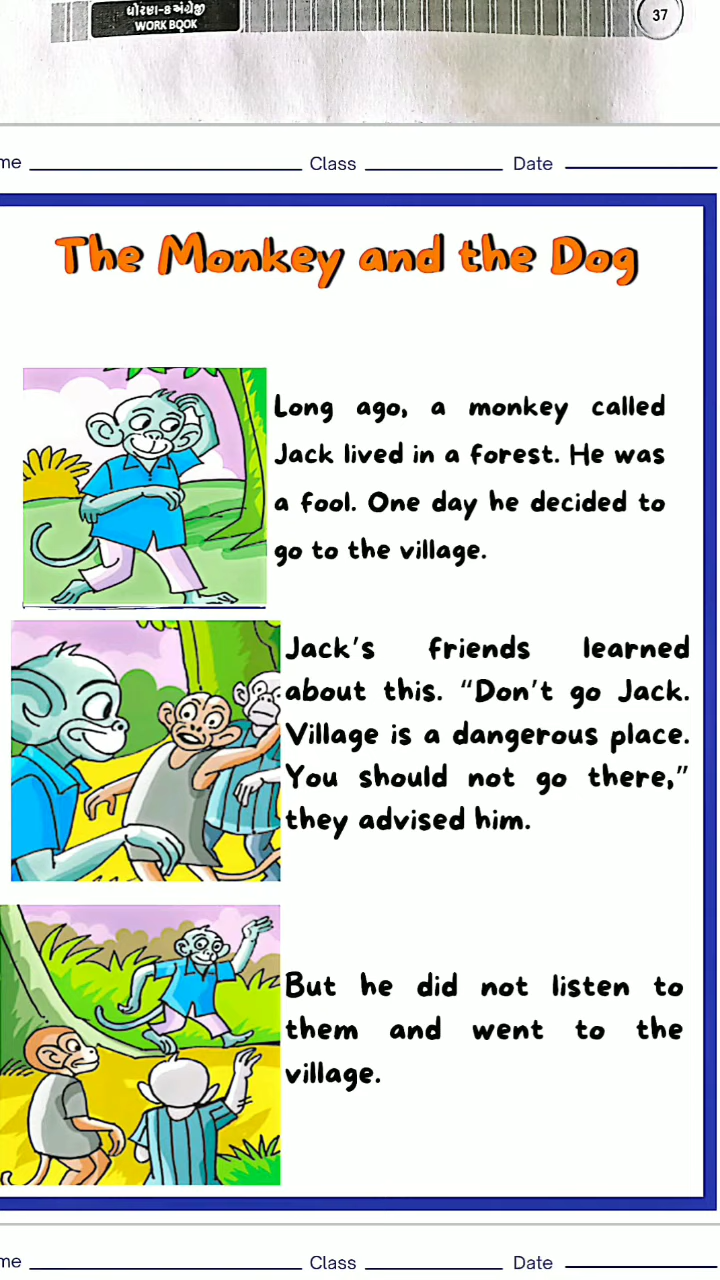 ધોરણ-૪ અંગ્રેજી
WORK BOOK
37
me Class Date
The Monkey and the Dog
Long ago, a monkey called
Jack lived in a forest. He was
a fool. One day he decided to
go to the village.
Jack's friends learned
about this. “Don't go Jack.
Village is a dangerous place.
You should not go there,”
they advised him.
But he did not listen to
them and went to the
village.
me Class Date